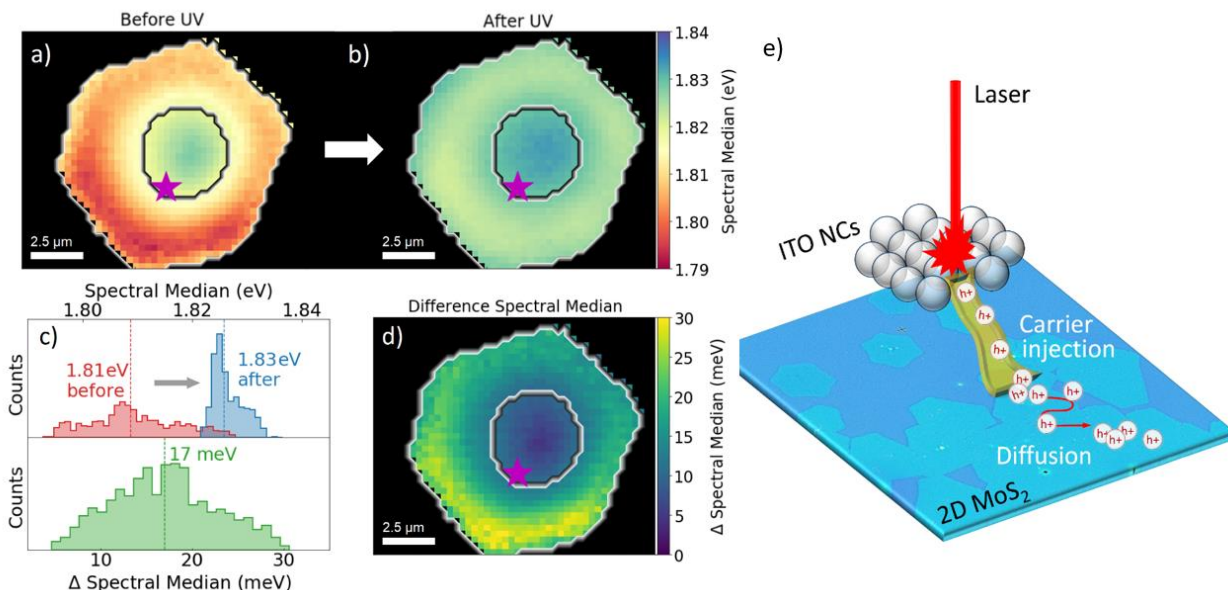 Before UV
After UV
a)
b)
e)
2.5 μm
2.5 μm
1.84
1.83
1.82
1.81
1.80
1.79
Spectral Median (eV)
Spectral Median (eV)
1.80
1.82
1.84
c)
1.81eV
before
1.83eV
after
Counts
17 meV
Counts
10
20
30
Δ Spectral Median (meV)
Difference Spectral Median
d)
2.5 μm
30
25
20
15
10
5
0
Δ Spectral Median (meV)
Laser
ITO NCs
h+
h+
h+
Carrier
injection
h+
h+
h+
h+
h+
h+
h+
h+
h+
h+
Diffusion
2D MoS₂